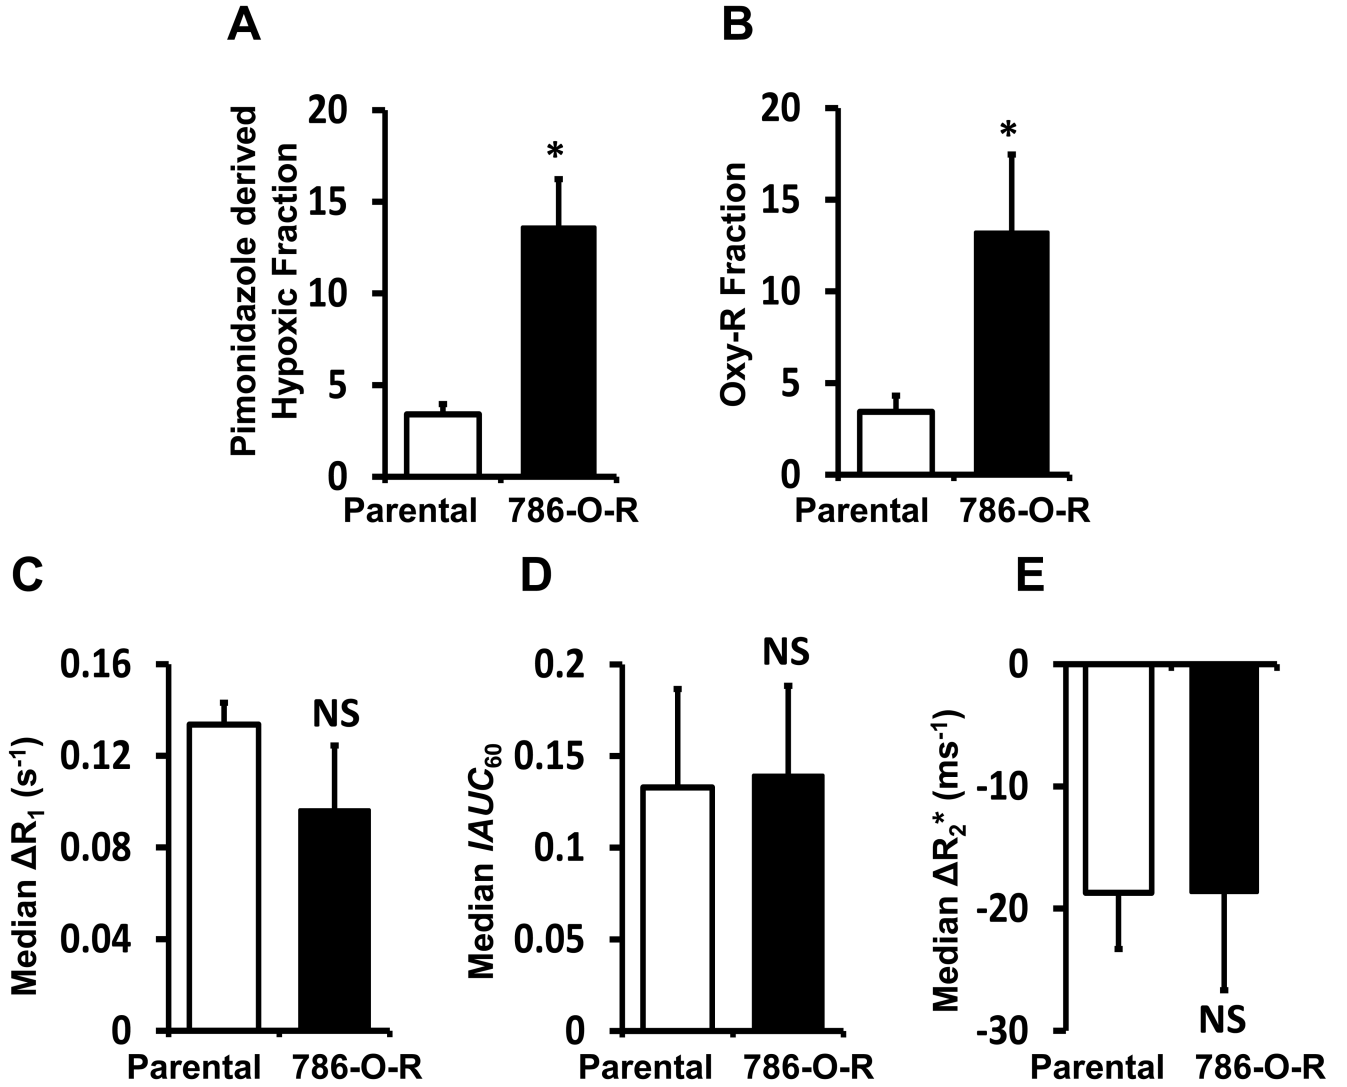 A
B
Pimonidazole derived
Hypoxic Fraction
20
15
10
5
0
*
Parental 786-O-R
Oxy-R Fraction
20
15
10
5
0
*
Parental 786-O-R
C
D
E
Median ΔR1 (s-1)
0.16
0.12
0.08
0.04
0
NS
Parental 786-O-R
Median IAUC60
0.2
0.15
0.1
0.05
0
NS
Parental 786-O-R
Median ΔR2* (ms-1)
0
-10
-20
-30
NS
Parental 786-O-R